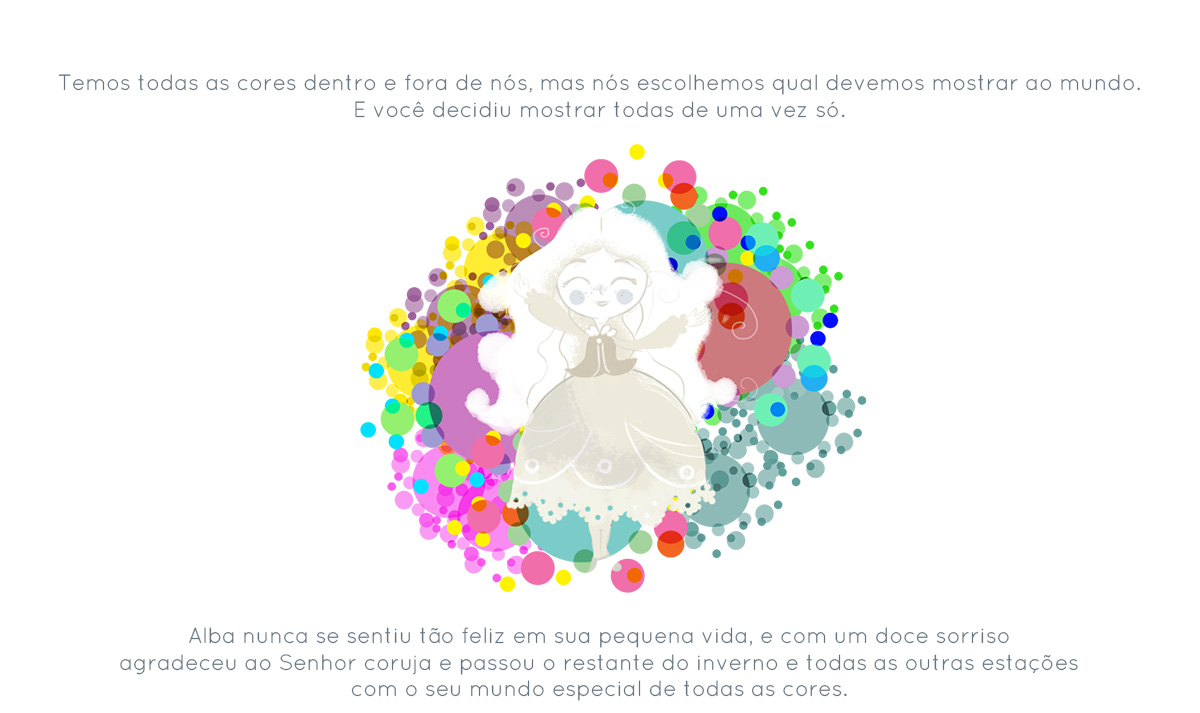 Temos todas as cores dentro e fora de nós, mas nós escolhemos qual devemos mostrar ao mundo.
E você decidiu mostrar todas de uma vez só.
Alba nunca se sentiu tão feliz em sua pequena vida, e com um doce sorriso
agradeceu ao Senhor coruja e passou o restante do inverno e todas as outras estações
com o seu mundo especial de todas as cores.